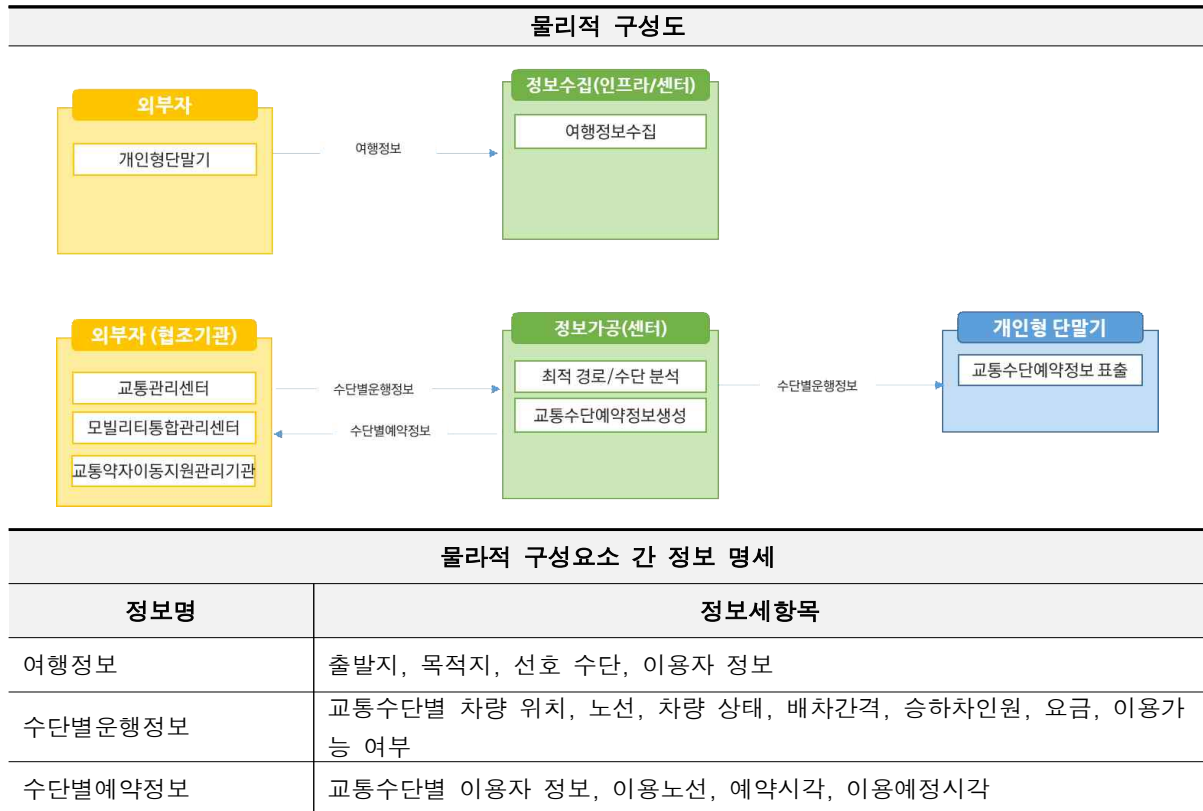 물리적 구성도
외부자
개인형단말기
여행정보
정보수집(인프라/센터)
여행정보수집
외부자 (협조기관)
교통관리센터
모빌리티통합관리센터
교통약자이동지원관리기관
수단별운행정보
수단별예약정보
정보가공(센터)
최적 경로/수단 분석
교통수단예약정보생성
수단별운행정보
개인형 단말기
교통수단예약정보 표출
물라적 구성요소 간 정보 명세
정보명
정보세항목
여행정보
출발지, 목적지, 선호 수단, 이용자 정보
수단별운행정보
교통수단별 차량 위치, 노선, 차량 상태, 배차간격, 승하차인원, 요금, 이용가
능 여부
수단별예약정보
교통수단별 이용자 정보, 이용노선, 예약시각, 이용예정시각